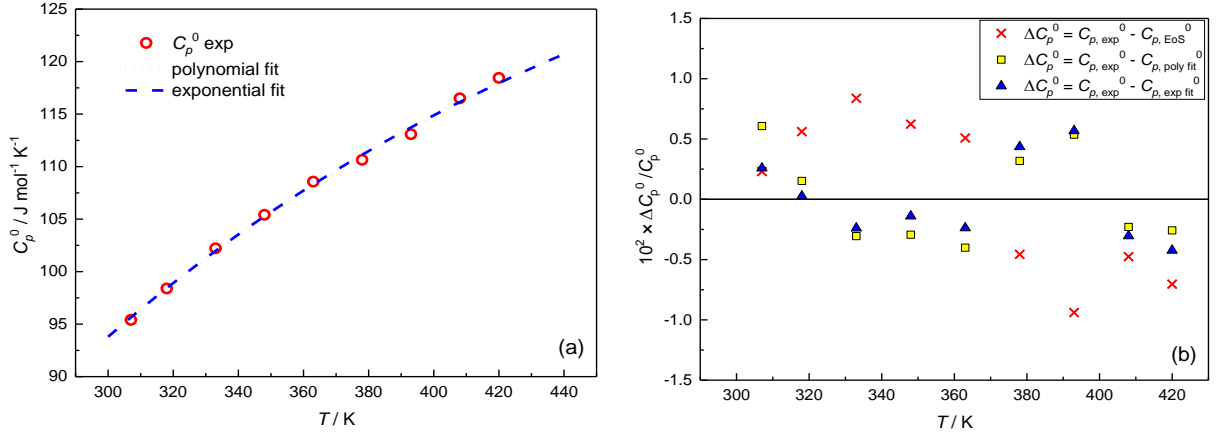 125
120
115
110
105
100
95
90
C_p^0 / J mol^-1 K^-1
C_p^0 exp
polynomial fit
exponential fit
(a)
300 320 340 360 380 400 420 440
T / K
1.5
1.0
0.5
0.0
-0.5
-1.0
-1.5
10^2 × ΔC_p^0 /C_p^0
ΔC_p^0 = C_p, exp^0 - C_p, EoS^0
ΔC_p^0 = C_p, exp^0 - C_p, poly fit^0
ΔC_p^0 = C_p, exp^0 - C_p, exp fit^0
(b)
300 320 340 360 380 400 420
T / K